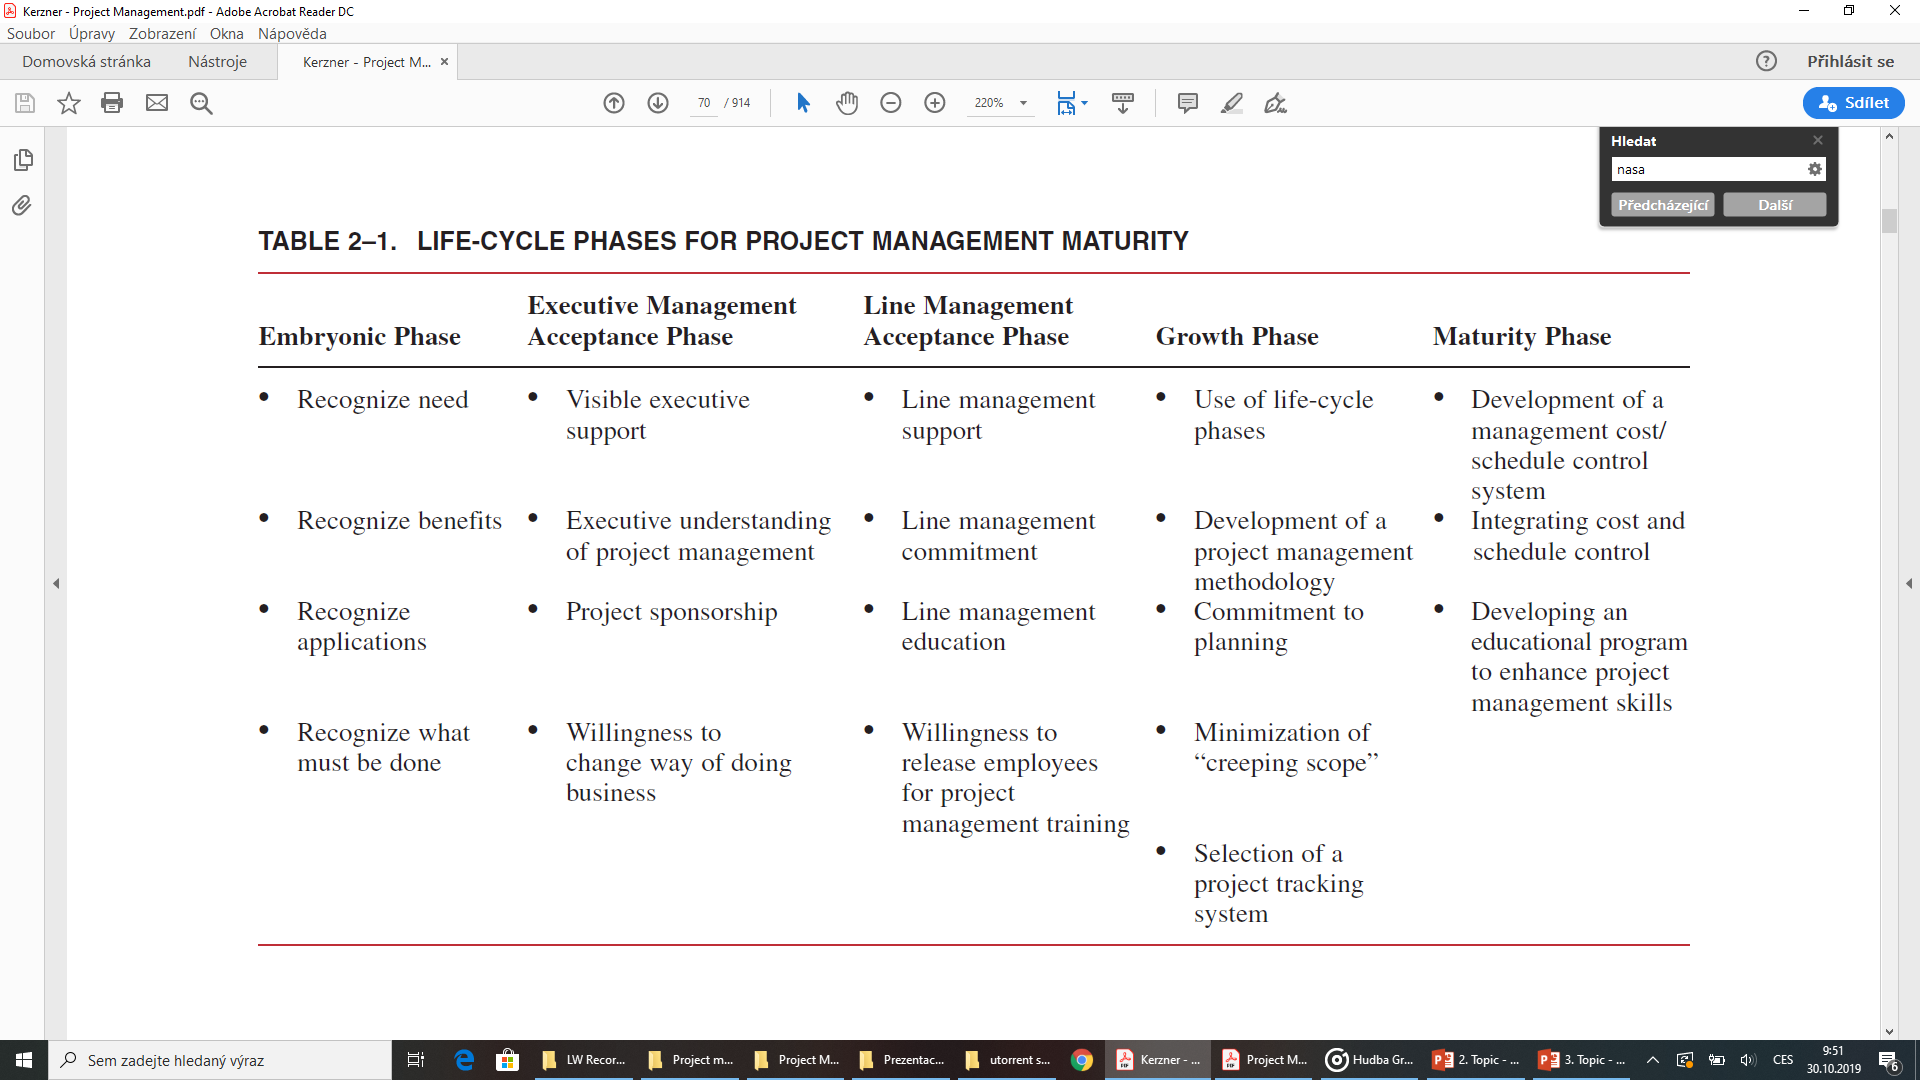 Kerzner - Project Management.pdf - Adobe Acrobat Reader DC
Soubor Úpravy Zobrazení Okna Nápověda
Domovská stránka Nástroje Kerzner - Project M... × Přihlásit se
70 / 914 220% Sdílet
Hledat
nasa
Předcházející Další
TABLE 2–1. LIFE-CYCLE PHASES FOR PROJECT MANAGEMENT MATURITY
Embryonic Phase
Executive Management
Acceptance Phase
Line Management
Acceptance Phase
Growth Phase
Maturity Phase
• Recognize need
• Visible executive
support
• Line management
support
• Use of life-cycle
phases
• Development of a
management cost/
schedule control
system
• Recognize benefits
• Executive understanding
of project management
• Line management
commitment
• Development of a
project management
methodology
• Integrating cost and
schedule control
• Recognize
applications
• Project sponsorship
• Line management
education
• Commitment to
planning
• Developing an
educational program
to enhance project
management skills
• Recognize what
must be done
• Willingness to
change way of doing
business
• Willingness to
release employees
for project
management training
• Minimization of
“creeping scope”
• Selection of a
project tracking
system
Sem zadejte hledaný výraz
LW Recor... Project m... Project M... Prezentac... utorrent s... Kerzner - ... Project M... Hudba Gr... 2. Topic - ... 3. Topic - ... CES
9:51
30.10.2019
6